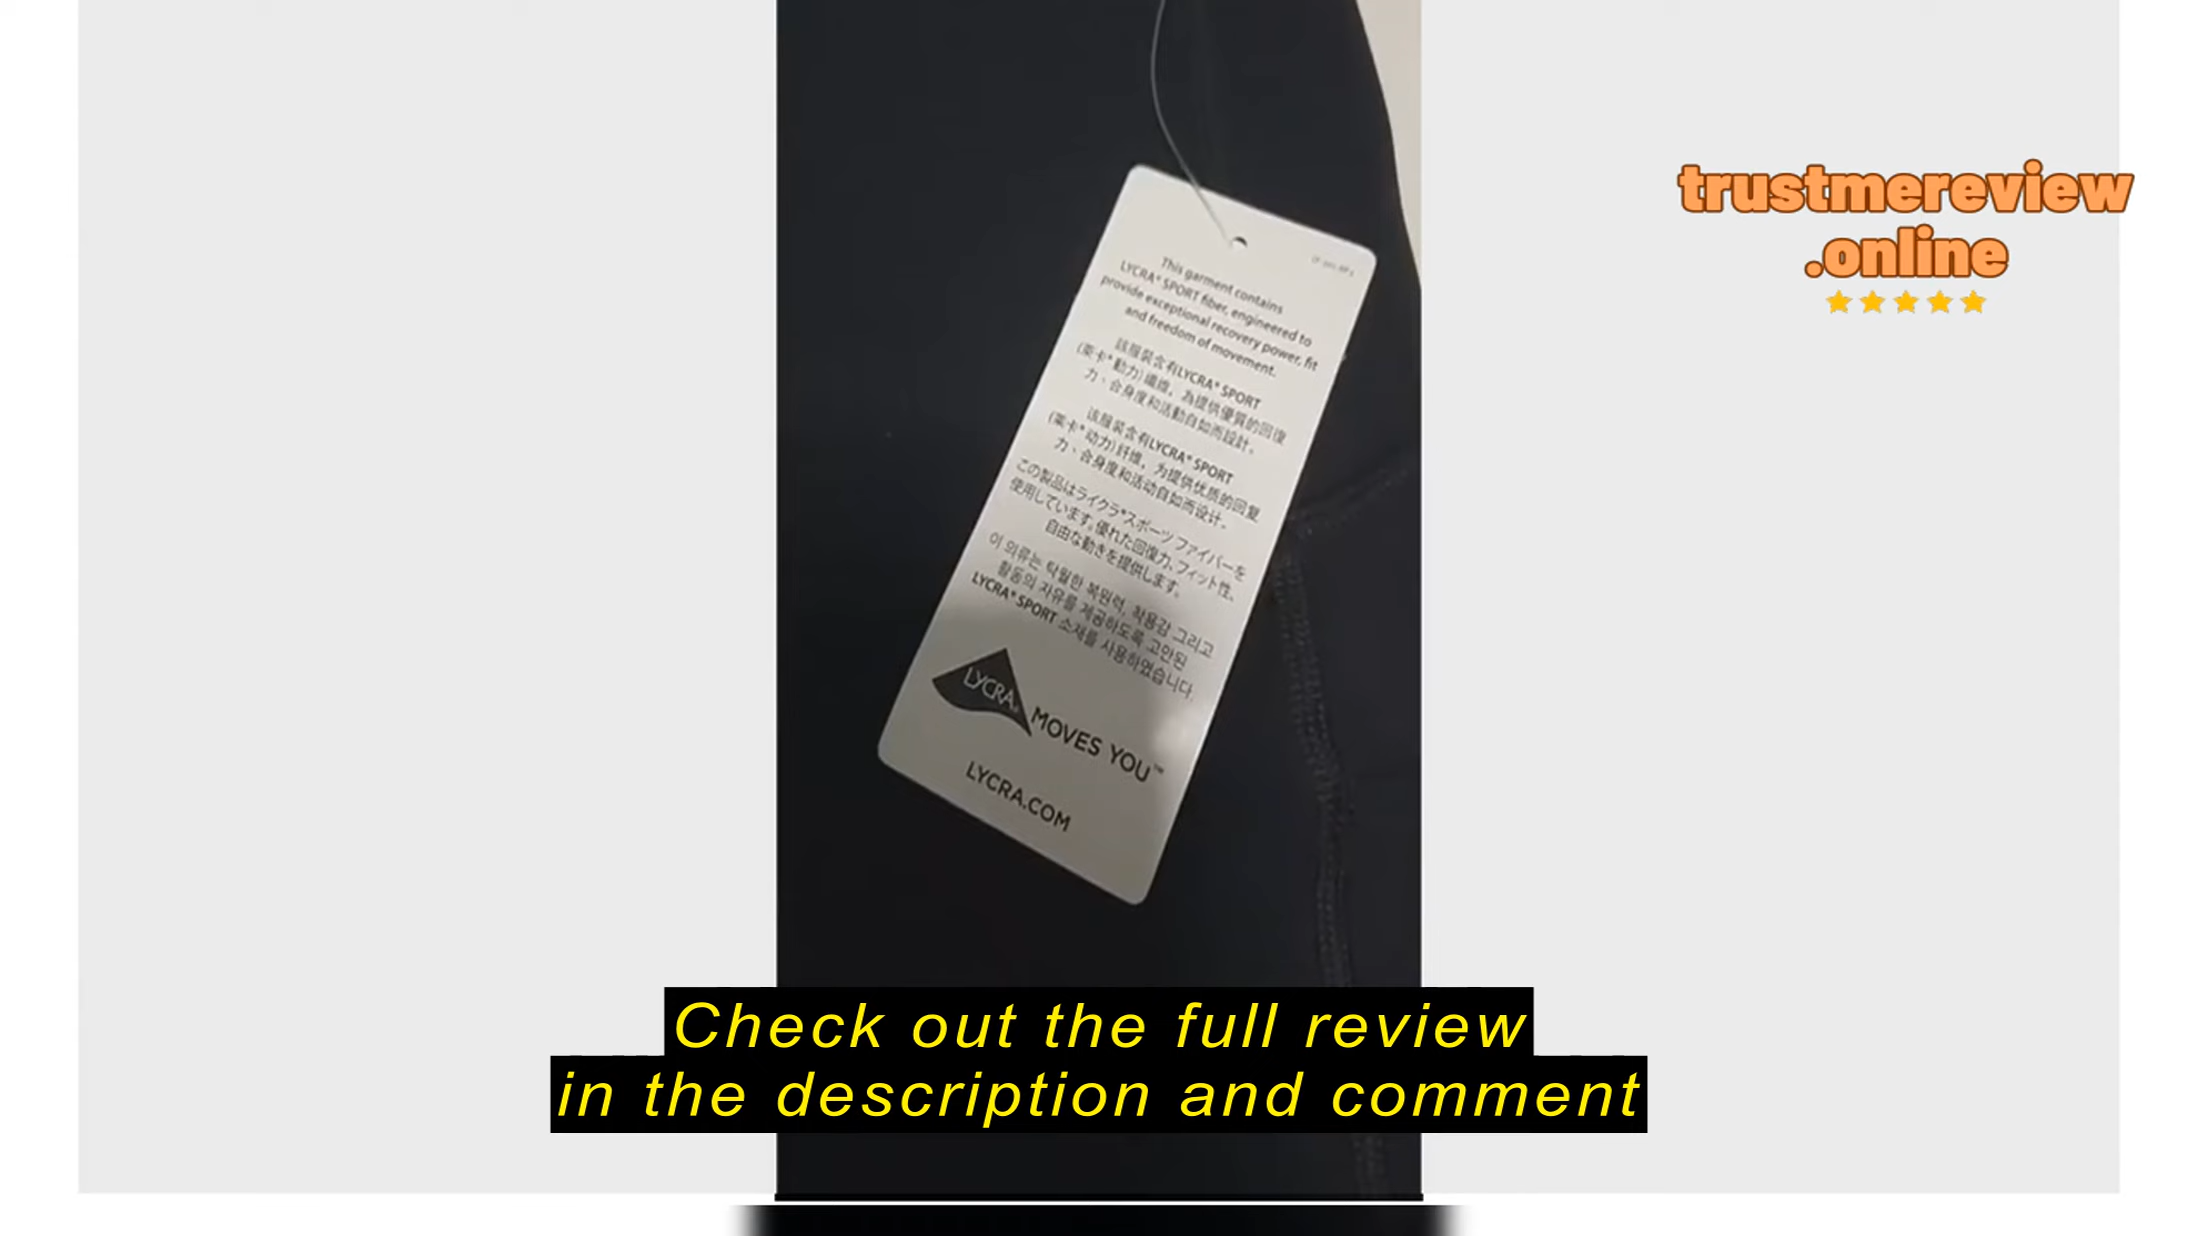 trustmereview
.online
This garment contains
LYCRA® SPORT fiber, engineered to
provide exceptional recovery power, fit
and freedom of movement.
該服裝含有LYCRA® SPORT
(萊卡®動力)纖維，為提供優質的回復
力、合身度和活動自如而設計。
该服装含有LYCRA® SPORT
(莱卡®动力)纤维，为提供优质的回复
力、合身度和活动自如而设计。
この製品はライクラ®スポーツ ファイバーを
使用しています。優れた回復力、フィット性、
自由な動きを提供します。
이 의류는 탁월한 복원력, 착용감 그리고
활동의 자유를 제공하도록 고안된
LYCRA® SPORT 소재를 사용하였습니다.
LYCRA® MOVES YOU™
LYCRA.COM
Check out the full review
in the description and comment